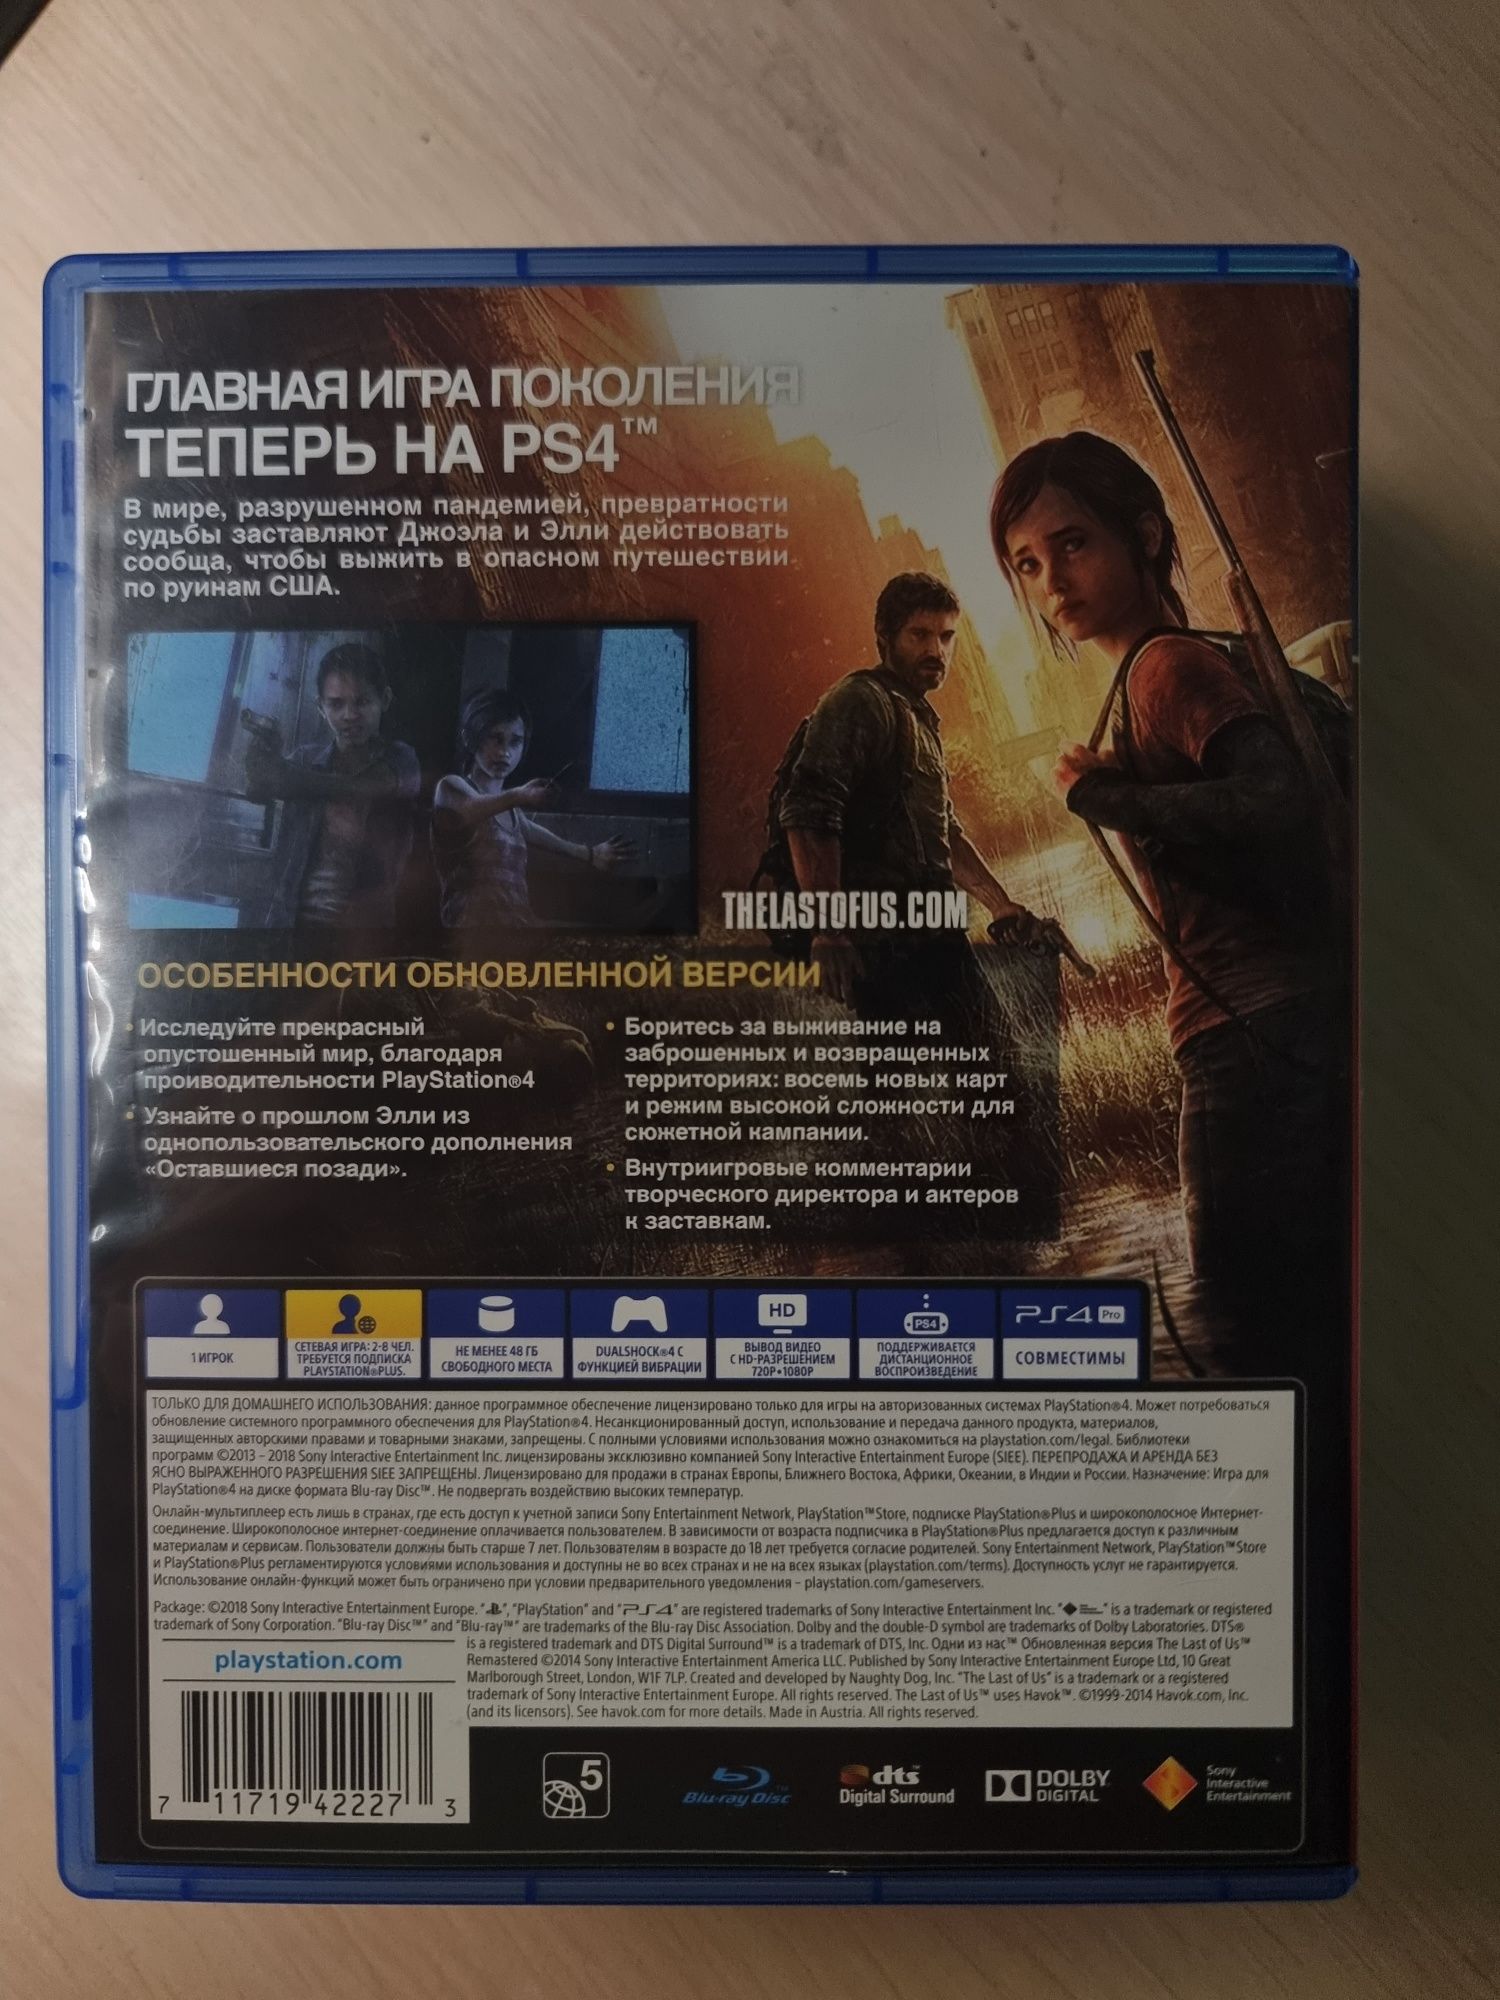 ГЛАВНАЯ ИГРА ПОКОЛЕНИЯ
ТЕПЕРЬ НА PS4™
В мире, разрушенном пандемией, превратности
судьбы заставляют Джоэла и Элли действовать
сообща, чтобы выжить в опасном путешествии
по руинам США.
THELASTOFUS.COM
ОСОБЕННОСТИ ОБНОВЛЕННОЙ ВЕРСИИ
• Исследуйте прекрасный
опустошенный мир, благодаря
проиводительности PlayStation®4
• Узнайте о прошлом Элли из
однопользовательского дополнения
«Оставшиеся позади».
• Боритесь за выживание на
заброшенных и возвращенных
территориях: восемь новых карт
и режим высокой сложности для
сюжетной кампании.
• Внутриигровые комментарии
творческого директора и актеров
к заставкам.
1 ИГРОК
СЕТЕВАЯ ИГРА: 2-8 ЧЕЛ.
ТРЕБУЕТСЯ ПОДПИСКА
PLAYSTATION®PLUS.
НЕ МЕНЕЕ 48 ГБ
СВОБОДНОГО МЕСТА
DUALSHOCK®4 С
ФУНКЦИЕЙ ВИБРАЦИИ
HD
ВЫВОД ВИДЕО
С HD-РАЗРЕШЕНИЕМ
720P•1080P
PS4
ПОДДЕРЖИВАЕТСЯ
ДИСТАНЦИОННОЕ
ВОСПРОИЗВЕДЕНИЕ
PS4 Pro
СОВМЕСТИМЫ
ТОЛЬКО ДЛЯ ДОМАШНЕГО ИСПОЛЬЗОВАНИЯ: данное программное обеспечение лицензировано только для игры на авторизованных системах PlayStation®4. Может потребоваться
обновление системного программного обеспечения для PlayStation®4. Несанкционированный доступ, использование и передача данного продукта, материалов,
защищенных авторскими правами и товарными знаками, запрещены. С полными условиями использования можно ознакомиться на playstation.com/legal. Библиотеки
программ ©2013 - 2018 Sony Interactive Entertainment Inc. лицензированы эксклюзивно компанией Sony Interactive Entertainment Europe (SIEE). ПЕРЕПРОДАЖА И АРЕНДА БЕЗ
ЯСНО ВЫРАЖЕННОГО РАЗРЕШЕНИЯ SIEE ЗАПРЕЩЕНЫ. Лицензировано для продажи в странах Европы, Ближнего Востока, Африки, Океании, в Индии и России. Назначение: Игра для
PlayStation®4 на диске формата Blu-ray Disc™. Не подвергать воздействию высоких температур.
Онлайн-мультиплеер есть лишь в странах, где есть доступ к учетной записи Sony Entertainment Network, PlayStation™Store, подписке PlayStation®Plus и широкополосное Интернет-
соединение. Широкополосное интернет-соединение оплачивается пользователем. В зависимости от возраста подписчика в PlayStation®Plus предлагается доступ к различным
материалам и сервисам. Пользователи должны быть старше 7 лет. Пользователям в возрасте до 18 лет требуется согласие родителей. Sony Entertainment Network, PlayStation™Store
и PlayStation®Plus регламентируются условиями использования и доступны не во всех странах и не на всех языках (playstation.com/terms). Доступность услуг не гарантируется.
Использование онлайн-функций может быть ограничено при условии предварительного уведомления – playstation.com/gameservers.
Package: ©2018 Sony Interactive Entertainment Europe. "", "PlayStation" and "PS4" are registered trademarks of Sony Interactive Entertainment Inc. "" is a trademark or registered
trademark of Sony Corporation. "Blu-ray Disc™" and "Blu-ray™" are trademarks of the Blu-ray Disc Association. Dolby and the double-D symbol are trademarks of Dolby Laboratories. DTS®
is a registered trademark and DTS Digital Surround™ is a trademark of DTS, Inc. Одни из нас™ Обновленная версия The Last of Us™
Remastered ©2014 Sony Interactive Entertainment America LLC. Published by Sony Interactive Entertainment Europe Ltd, 10 Great
Marlborough Street, London, W1F 7LP. Created and developed by Naughty Dog, Inc. "The Last of Us" is a trademark or a registered
trademark of Sony Interactive Entertainment Europe. All rights reserved. The Last of Us™ uses Havok™. ©1999-2014 Havok.com, Inc.
(and its licensors). See havok.com for more details. Made in Austria. All rights reserved.
playstation.com
7 11719 42227 3
5
Blu-ray Disc™
dts™
Digital Surround
DOLBY
DIGITAL
Sony
Interactive
Entertainment